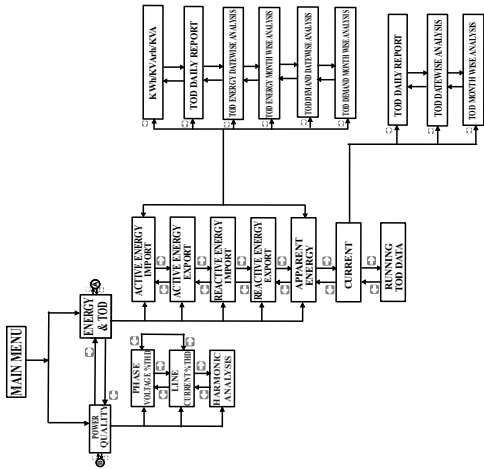 MAIN MENU
POWER
QUALITY
ENERGY
& TOD
B
A
PHASE
VOLTAGE %THD
LINE
CURRENT% THD
HARMONIC
ANALYSIS
ACTIVE ENERGY
IMPORT
ACTIVE ENERGY
EXPORT
REACTIVE ENERGY
IMPORT
REACTIVE ENERGY
EXPORT
APPARENT
ENERGY
CURRENT
RUNNING
TOD DATA
KWh/KVArh/KVA
TOD DAILY REPORT
TOD ENERGY DATEWISE ANALYSIS
TOD ENERGY MONTH WISE ANALYSIS
TOD DEMAND DATEWISE ANALYSIS
TOD DEMAND MONTH WISE ANALYSIS
TOD DAILY REPORT
TOD DATEWISE ANALYSIS
TOD MONTH WISE ANALYSIS